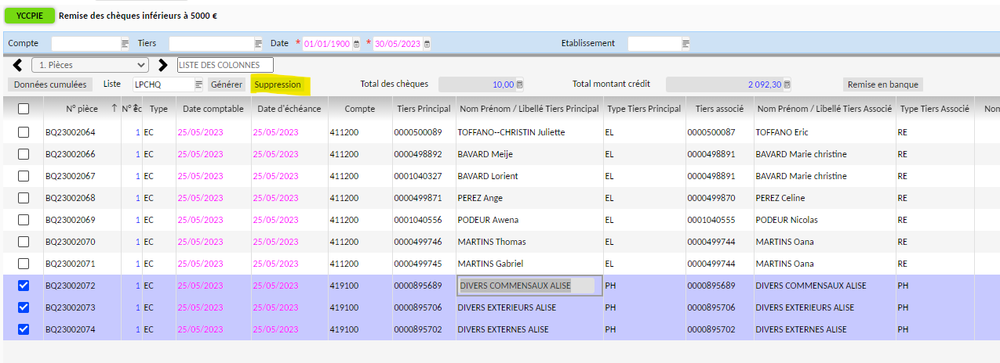 YCCPIE Remise des chèques inférieurs à 5000 €
Compte Tiers Date * 01/01/1900 * 30/05/2023 Etablissement
1. Pièces LISTE DES COLONNES
Données cumulées Liste LPCHQ Générer Suppression Total des chèques 10,00 Total montant crédit 2 092,30 Remise en banque
N° pièce N° Type Date comptable Date d'échéance Compte Tiers Principal Nom Prénom / Libellé Tiers Principal Type Tiers Principal Tiers associé Nom Prénom / Libellé Tiers Associé Type Tiers Associé Nom
BQ23002064 1 EC 25/05/2023 25/05/2023 411200 0000500089 TOFFANO--CHRISTIN Juliette EL 0000500087 TOFFANO Eric RE
BQ23002066 1 EC 25/05/2023 25/05/2023 411200 0000498892 BAVARD Meije EL 0000498891 BAVARD Marie christine RE
BQ23002067 1 EC 25/05/2023 25/05/2023 411200 0001040327 BAVARD Lorient EL 0000498891 BAVARD Marie christine RE
BQ23002068 1 EC 25/05/2023 25/05/2023 411200 0000499871 PEREZ Ange EL 0000499870 PEREZ Celine RE
BQ23002069 1 EC 25/05/2023 25/05/2023 411200 0001040556 PODEUR Awena EL 0001040555 PODEUR Nicolas RE
BQ23002070 1 EC 25/05/2023 25/05/2023 411200 0000499746 MARTINS Thomas EL 0000499744 MARTINS Oana RE
BQ23002071 1 EC 25/05/2023 25/05/2023 411200 0000499745 MARTINS Gabriel EL 0000499744 MARTINS Oana RE
BQ23002072 1 EC 25/05/2023 25/05/2023 419100 0000895689 DIVERS COMMENSAUX ALISE PH 0000895689 DIVERS COMMENSAUX ALISE PH
BQ23002073 1 EC 25/05/2023 25/05/2023 419100 0000895706 DIVERS EXTERIEURS ALISE PH 0000895706 DIVERS EXTERIEURS ALISE PH
BQ23002074 1 EC 25/05/2023 25/05/2023 419100 0000895702 DIVERS EXTERNES ALISE PH 0000895702 DIVERS EXTERNES ALISE PH